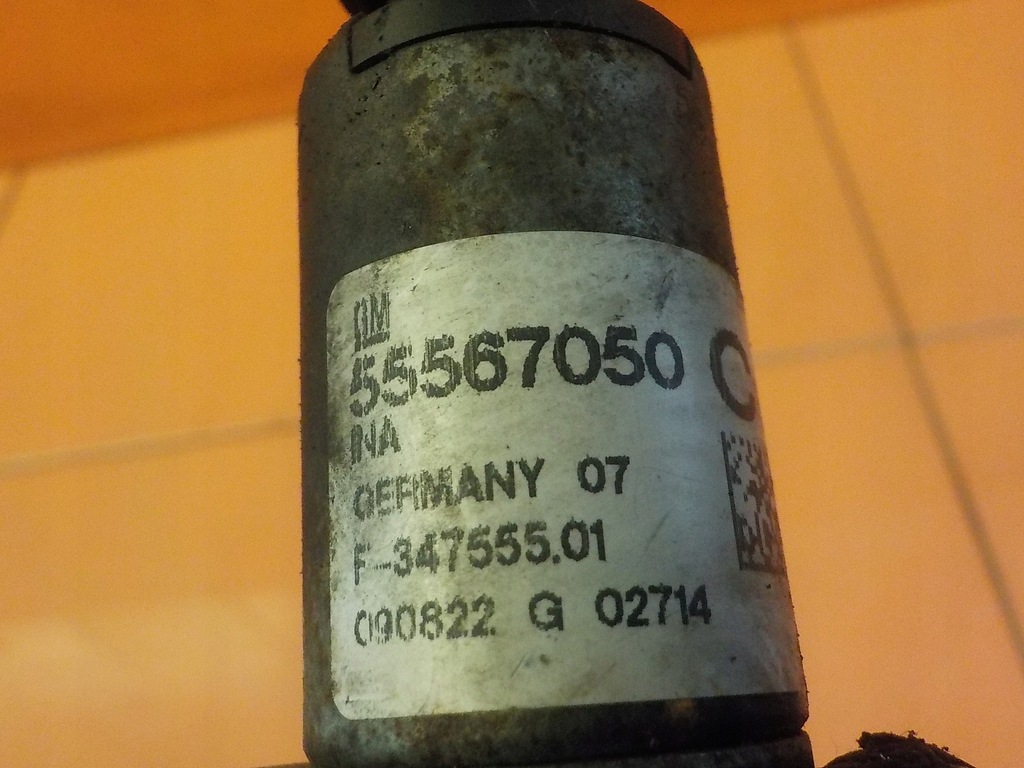 GM
55567050 C
INA
GERMANY 07
F-347555.01
090822 G 02714